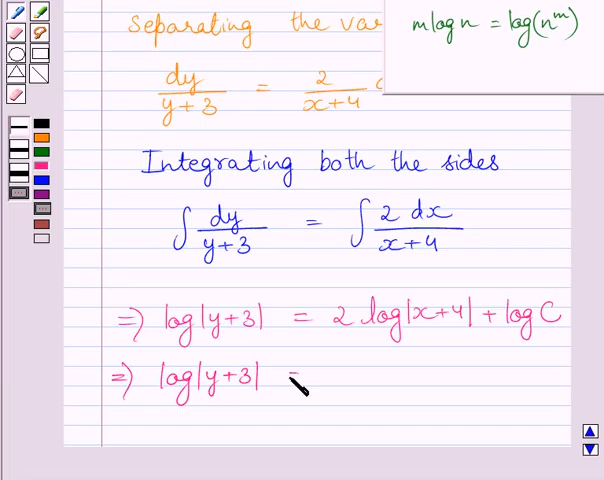 Separating the var
m log n = log(n^m)
dy/(y+3) = 2/(x+4)
Integrating both the sides
∫ dy/(y+3) = ∫ 2 dx/(x+4)
⇒ log|y+3| = 2 log|x+4| + log C
⇒ log|y+3| =